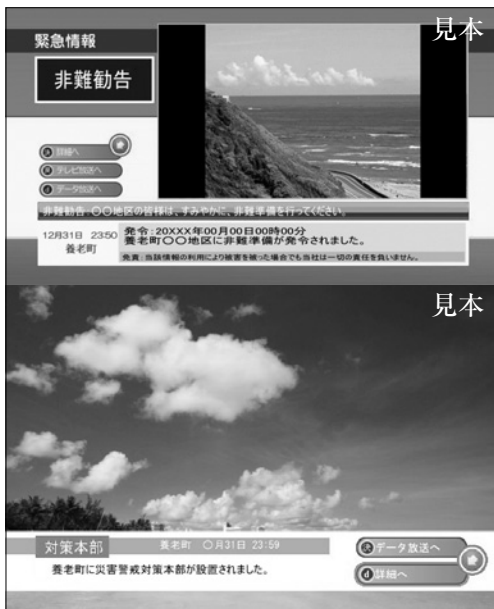 見本
緊急情報
非難勧告
決 詳細へ
戻 テレビ放送へ
d データ放送へ
非難勧告:○○地区の皆様は、すみやかに、非難準備を行ってください。
12月31日 23:50
養老町
発令:20XXX年00月00日00時00分
養老町○○地区に非難準備が発令されました。
免責:当該情報の利用により被害を被った場合でも当社は一切の責任を負いません。
見本
対策本部 養老町 ○月31日 23:59
養老町に災害警戒対策本部が設置されました。
データ放送へ
d 詳細へ